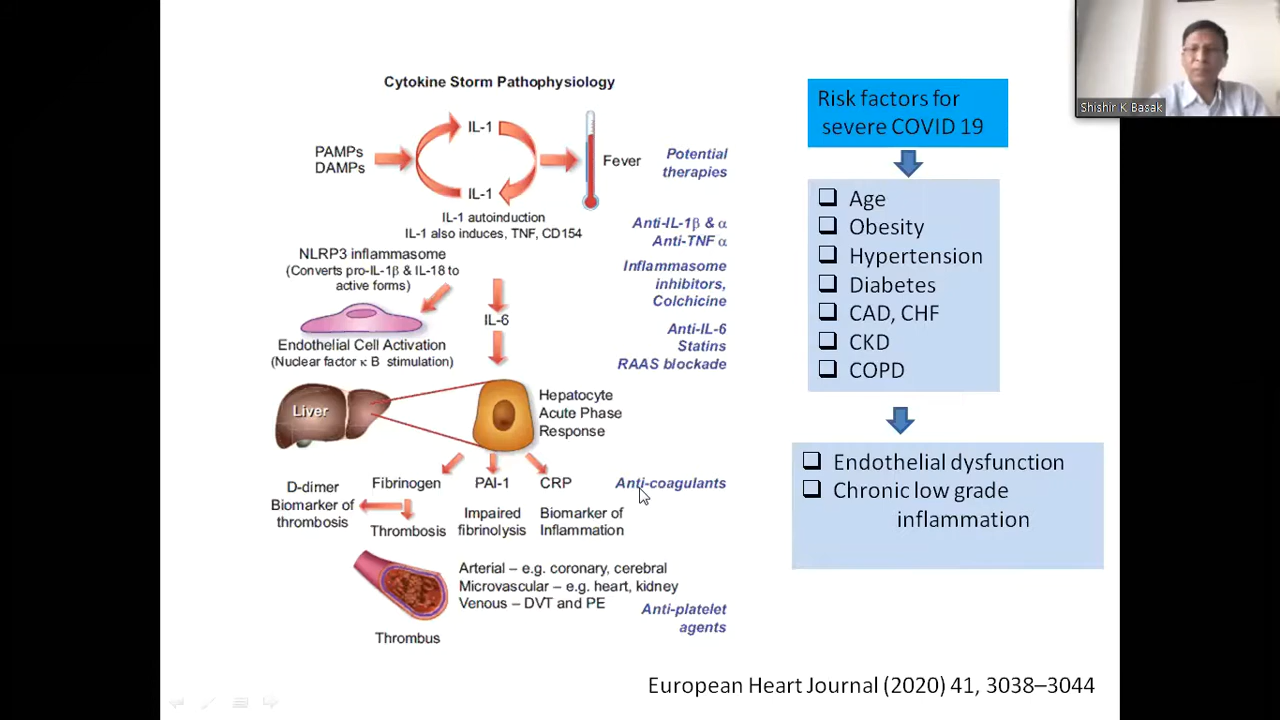 Cytokine Storm Pathophysiology
IL-1
PAMPs
DAMPs
Fever
IL-1
IL-1 autoinduction
IL-1 also induces, TNF, CD154
NLRP3 inflammasome
(Converts pro-IL-1β & IL-18 to
active forms)
IL-6
Endothelial Cell Activation
(Nuclear factor κ B stimulation)
Liver
Hepatocyte
Acute Phase
Response
Fibrinogen
PAI-1
CRP
D-dimer
Biomarker of
thrombosis
Thrombosis
Impaired
fibrinolysis
Biomarker of
Inflammation
Arterial – e.g. coronary, cerebral
Microvascular – e.g. heart, kidney
Venous – DVT and PE
Thrombus
Potential
therapies
Anti-IL-1β & α
Anti-TNF α
Inflammasome
inhibitors,
Colchicine
Anti-IL-6
Statins
RAAS blockade
Anti-coagulants
Anti-platelet
agents
Risk factors for
severe COVID 19
Age
Obesity
Hypertension
Diabetes
CAD, CHF
CKD
COPD
Endothelial dysfunction
Chronic low grade
inflammation
European Heart Journal (2020) 41, 3038–3044
Shishir K Basak